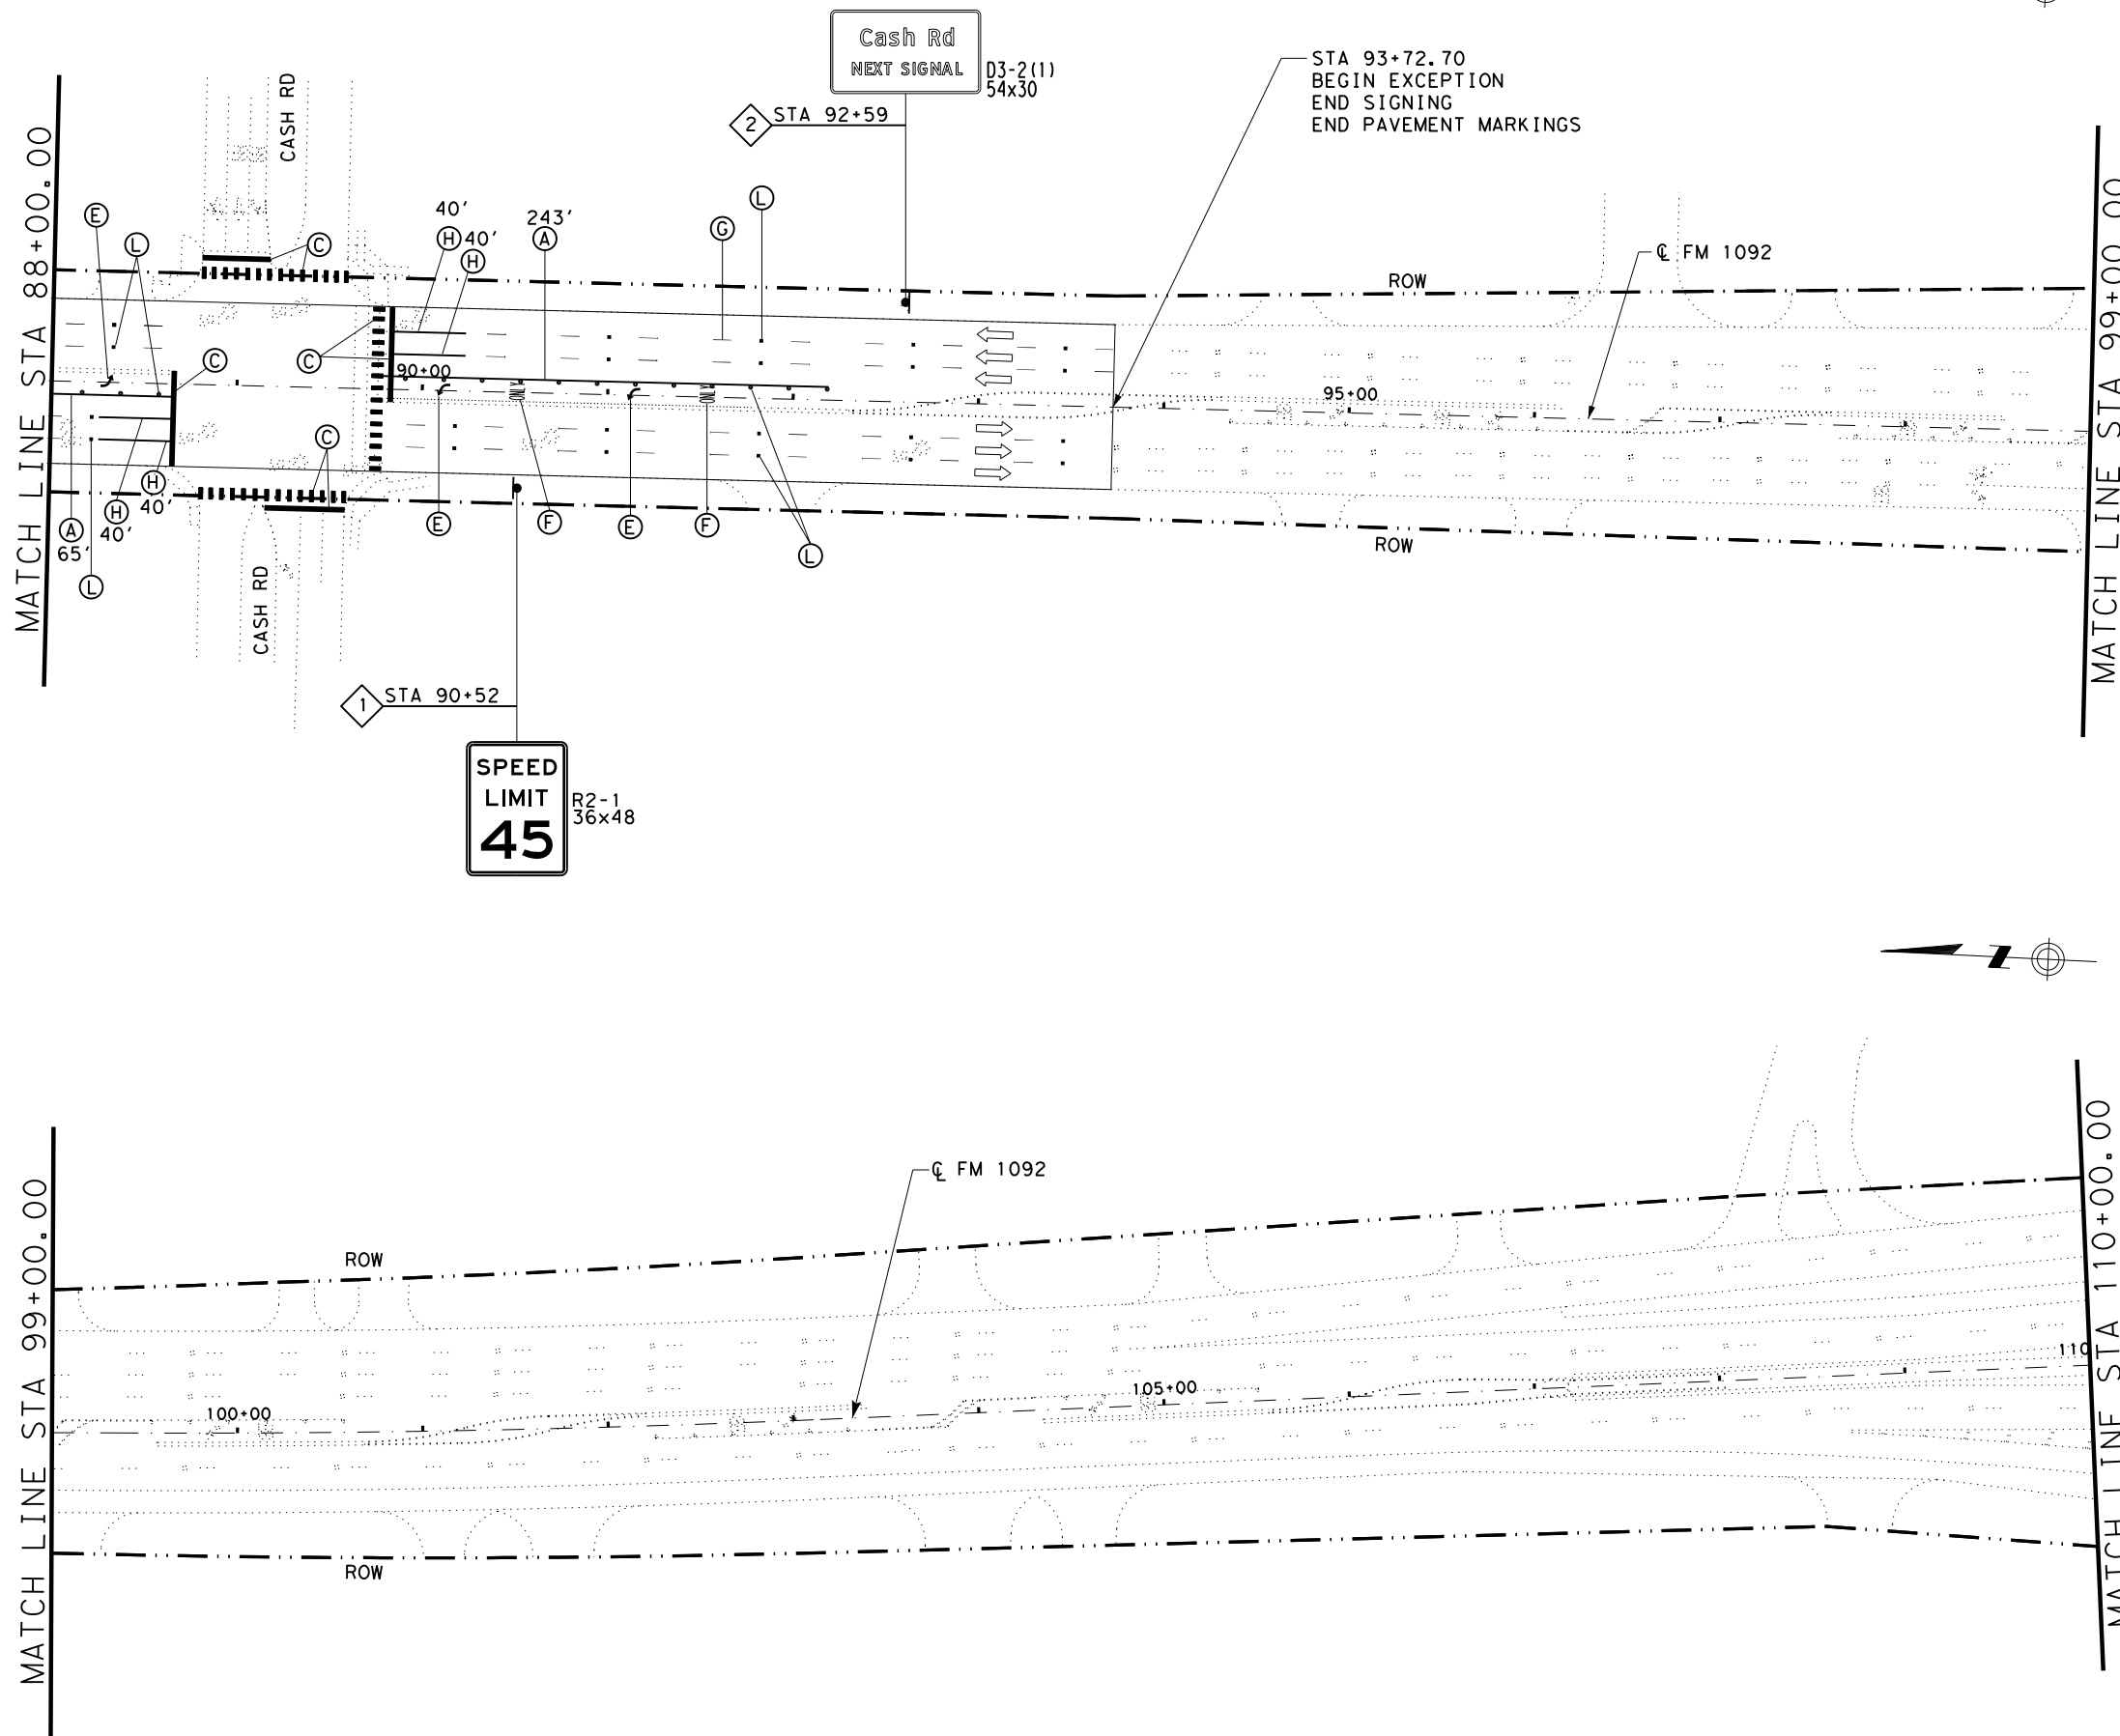 Cash Rd
NEXT SIGNAL
D3-2(1)
54x30
2
STA 92+59
STA 93+72.70
BEGIN EXCEPTION
END SIGNING
END PAVEMENT MARKINGS
CASH RD
MATCH LINE STA 88+00.00
E
L
C
40'
H
40'
H
243'
A
G
L
℄ FM 1092
ROW
C
C
90+00
95+00
C
H
40'
H
40'
A
65'
L
E
F
E
F
L
ROW
CASH RD
MATCH LINE STA 99+00.00
1
STA 90+52
SPEED
LIMIT
45
R2-1
36x48
℄ FM 1092
MATCH LINE STA 99+00.00
ROW
100+00
105+00
110
ROW
MATCH LINE STA 110+00.00